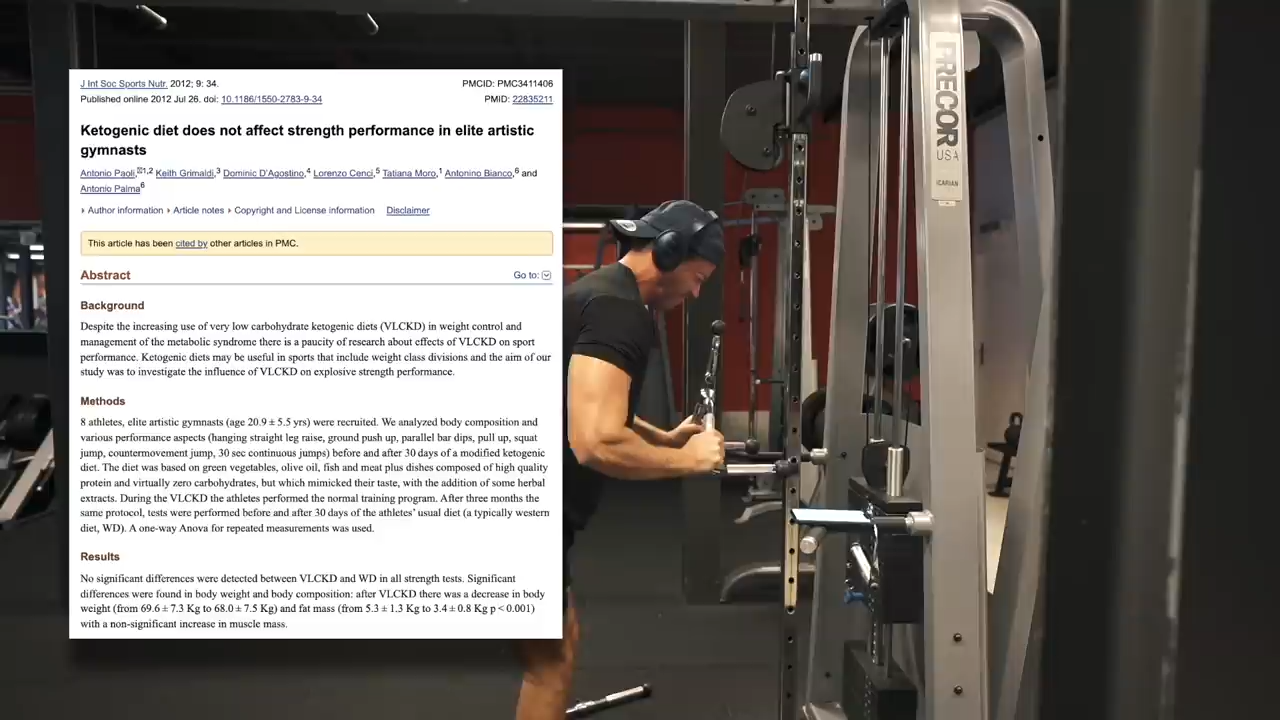 J Int Soc Sports Nutr. 2012; 9: 34.
PMCID: PMC3411406
Published online 2012 Jul 26. doi: 10.1186/1550-2783-9-34
PMID: 22835211
Ketogenic diet does not affect strength performance in elite artistic
gymnasts
Antonio Paoli,✉1,2 Keith Grimaldi,3 Dominic D'Agostino,4 Lorenzo Cenci,5 Tatiana Moro,1 Antonino Bianco,6 and
Antonio Palma6
Author information Article notes Copyright and License information Disclaimer
This article has been cited by other articles in PMC.
Abstract
Go to:
Background
Despite the increasing use of very low carbohydrate ketogenic diets (VLCKD) in weight control and
management of the metabolic syndrome there is a paucity of research about effects of VLCKD on sport
performance. Ketogenic diets may be useful in sports that include weight class divisions and the aim of our
study was to investigate the influence of VLCKD on explosive strength performance.
Methods
8 athletes, elite artistic gymnasts (age 20.9 ± 5.5 yrs) were recruited. We analyzed body composition and
various performance aspects (hanging straight leg raise, ground push up, parallel bar dips, pull up, squat
jump, countermovement jump, 30 sec continuous jumps) before and after 30 days of a modified ketogenic
diet. The diet was based on green vegetables, olive oil, fish and meat plus dishes composed of high quality
protein and virtually zero carbohydrates, but which mimicked their taste, with the addition of some herbal
extracts. During the VLCKD the athletes performed the normal training program. After three months the
same protocol, tests were performed before and after 30 days of the athletes' usual diet (a typically western
diet, WD). A one-way Anova for repeated measurements was used.
Results
No significant differences were detected between VLCKD and WD in all strength tests. Significant
differences were found in body weight and body composition: after VLCKD there was a decrease in body
weight (from 69.6 ± 7.3 Kg to 68.0 ± 7.5 Kg) and fat mass (from 5.3 ± 1.3 Kg to 3.4 ± 0.8 Kg p < 0.001)
with a non-significant increase in muscle mass.
PRECOR
USA
ICARIAN